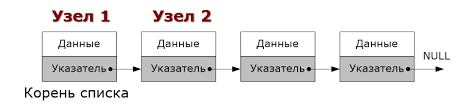 Узел 1 Узел 2
Данные Данные Данные Данные
NULL
Указатель Указатель Указатель Указатель
Корень списка